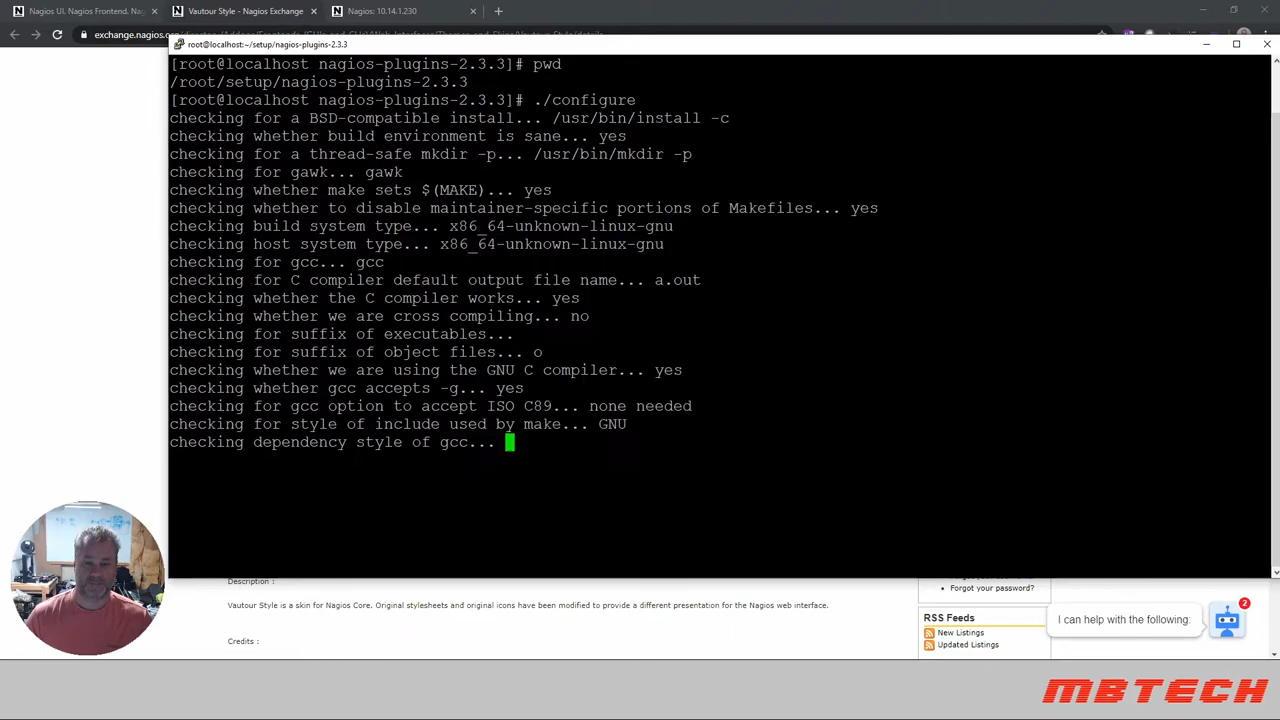 Nagios UI. Nagios Frontend. Nag
Vautour Style - Nagios Exchange
Nagios: 10.14.1.230
exchange.nagios.org
root@localhost:~/setup/nagios-plugins-2.3.3
[root@localhost nagios-plugins-2.3.3]# pwd
/root/setup/nagios-plugins-2.3.3
[root@localhost nagios-plugins-2.3.3]# ./configure
checking for a BSD-compatible install... /usr/bin/install -c
checking whether build environment is sane... yes
checking for a thread-safe mkdir -p... /usr/bin/mkdir -p
checking for gawk... gawk
checking whether make sets $(MAKE)... yes
checking whether to disable maintainer-specific portions of Makefiles... yes
checking build system type... x86_64-unknown-linux-gnu
checking host system type... x86_64-unknown-linux-gnu
checking for gcc... gcc
checking for C compiler default output file name... a.out
checking whether the C compiler works... yes
checking whether we are cross compiling... no
checking for suffix of executables...
checking for suffix of object files... o
checking whether we are using the GNU C compiler... yes
checking whether gcc accepts -g... yes
checking for gcc option to accept ISO C89... none needed
checking for style of include used by make... GNU
checking dependency style of gcc...
Description :
Vautour Style is a skin for Nagios Core. Original stylesheets and original icons have been modified to provide a different presentation for the Nagios web interface.
Credits :
Forgot your password?
RSS Feeds
New Listings
Updated Listings
I can help with the following:
2
MBTECH